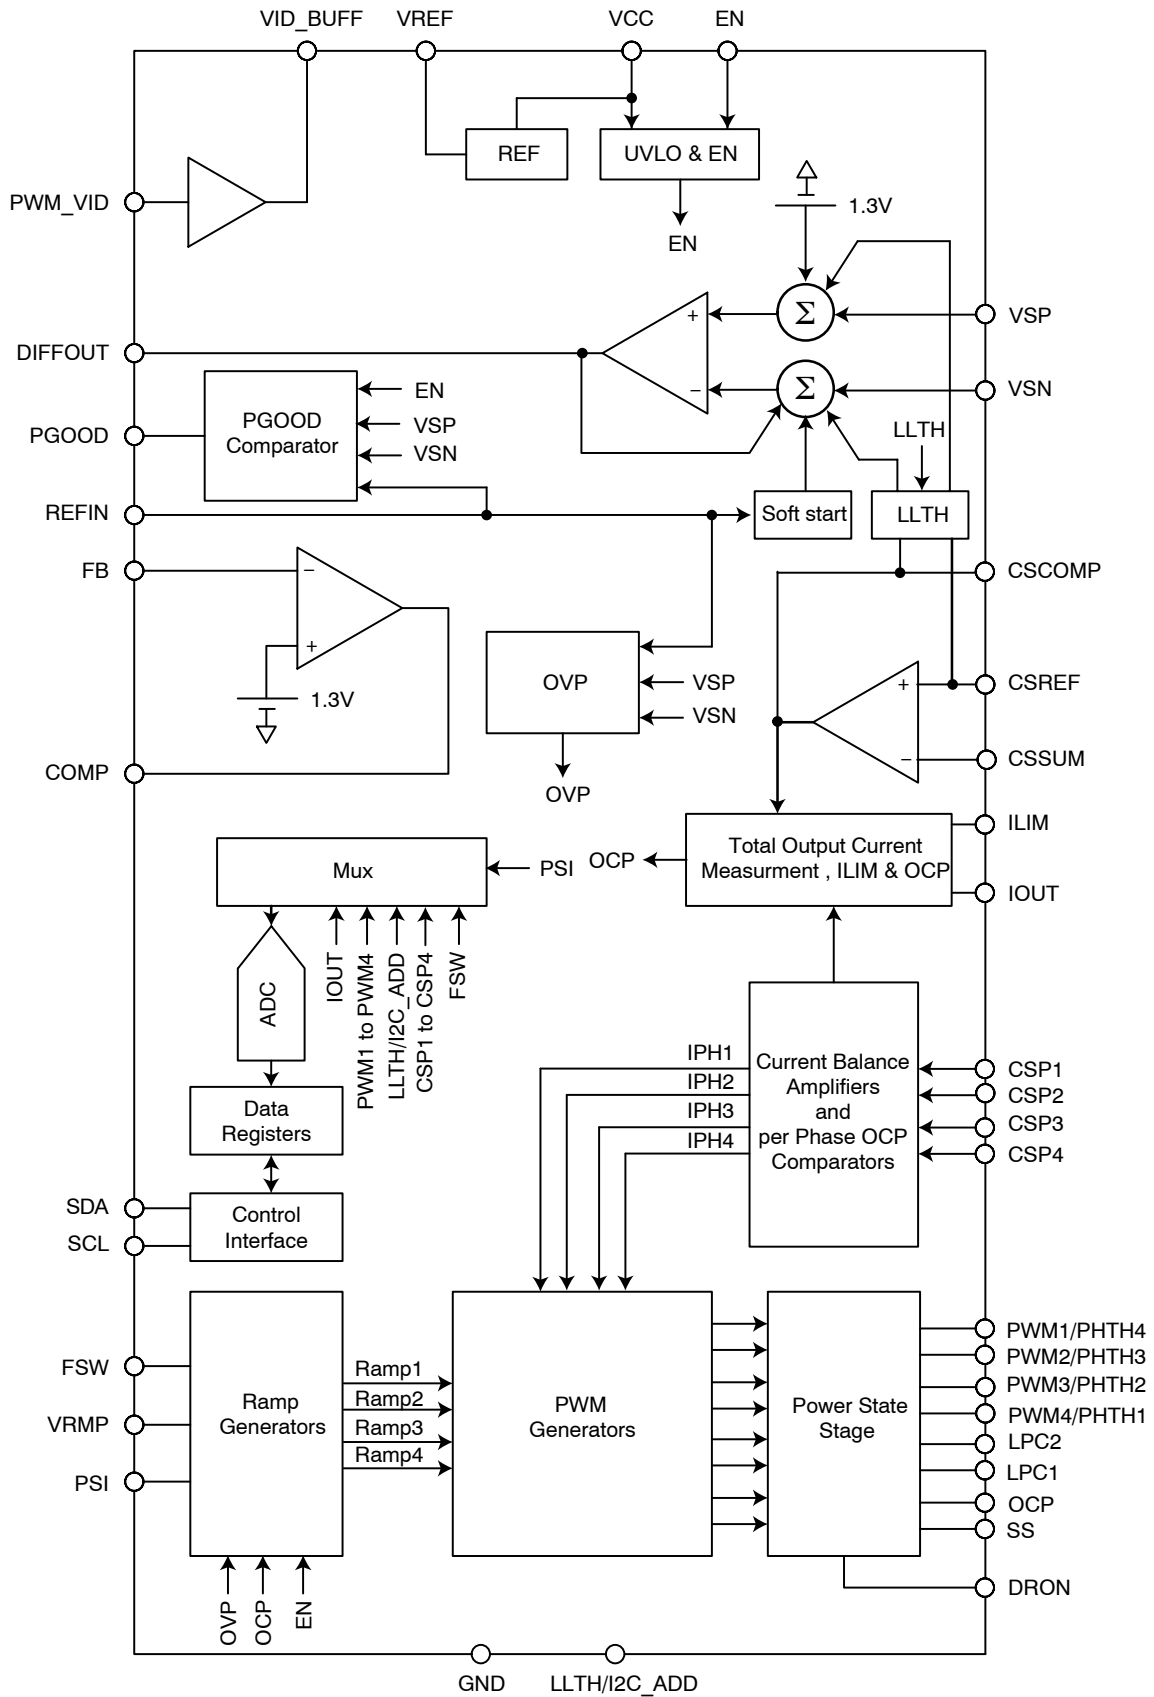 VID_BUFF
VREF
VCC
EN
REF
UVLO & EN
EN
PWM_VID
1.3V
Σ
VSP
+
DIFFOUT
−
Σ
VSN
PGOOD
Comparator
EN
VSP
VSN
PGOOD
LLTH
REFIN
Soft start
LLTH
FB
−
+
1.3V
CSCOMP
OVP
VSP
VSN
OVP
+
CSREF
−
CSSUM
COMP
Total Output Current
Measurment , ILIM & OCP
OCP
ILIM
IOUT
Mux
PSI
IOUT
PWM1 to PWM4
LLTH/I2C_ADD
CSP1 to CSP4
FSW
ADC
Data
Registers
SDA
SCL
Control
Interface
IPH1
IPH2
IPH3
IPH4
Current Balance
Amplifiers
and
per Phase OCP
Comparators
CSP1
CSP2
CSP3
CSP4
FSW
VRMP
PSI
Ramp
Generators
Ramp1
Ramp2
Ramp3
Ramp4
PWM
Generators
Power State
Stage
PWM1/PHTH4
PWM2/PHTH3
PWM3/PHTH2
PWM4/PHTH1
LPC2
LPC1
OCP
SS
DRON
OVP
OCP
EN
GND
LLTH/I2C_ADD